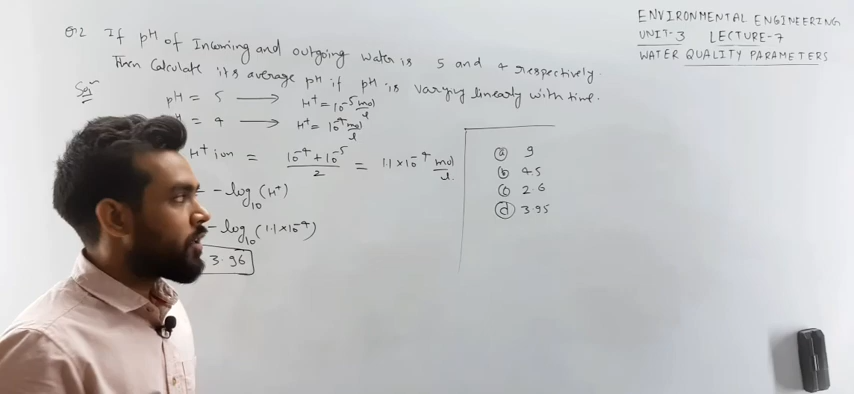 ENVIRONMENTAL ENGINEERING
UNIT-3 LECTURE-7
WATER QUALITY PARAMETERS
Q2 If pH of Incoming and outgoing water is 5 and 4 respectively.
Then Calculate its average pH if pH is varying linearly with time.
Solⁿ
pH = 5 → H⁺ = 10⁻⁵ mol/l
H = 4 → H⁺ = 10⁻⁴ mol/l
H⁺ ion = (10⁻⁴ + 10⁻⁵)/2 = 1.1 × 10⁻⁴ mol/l.
= - log₁₀ (H⁺)
- log₁₀ (1.1 × 10⁻⁴)
3.96
(a) 9
(b) 4.5
(c) 2.6
(d) 3.95